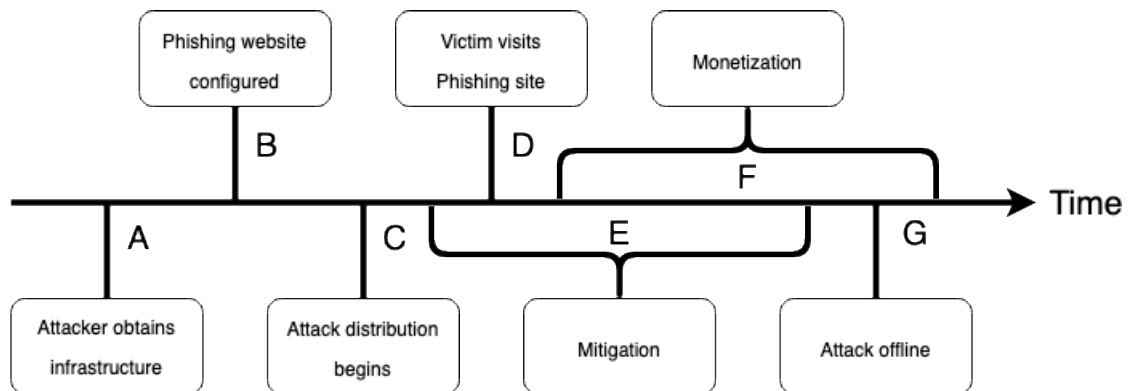 Phishing website
configured
Victim visits
Phishing site
Monetization
B
D
F
Time
A
C
E
G
Attacker obtains
infrastructure
Attack distribution
begins
Mitigation
Attack offline